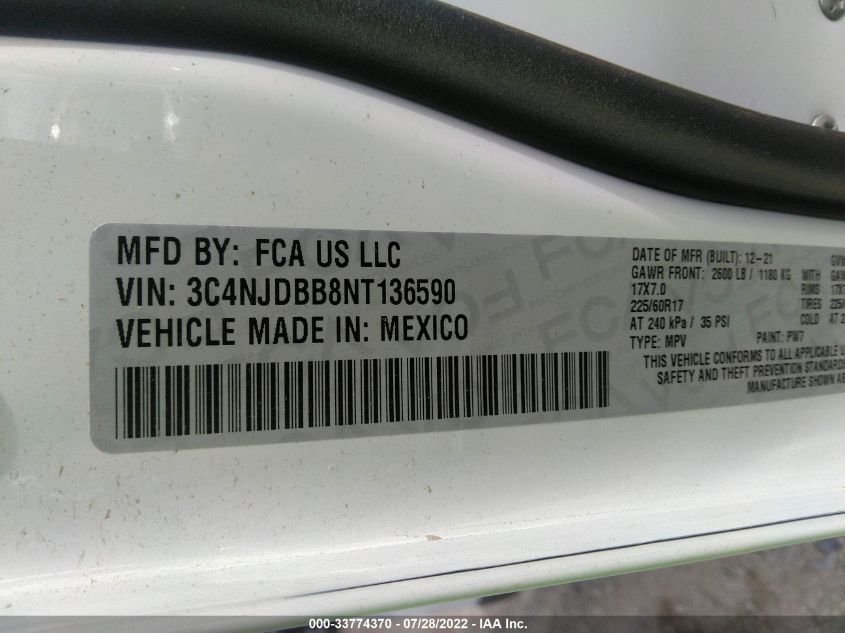 MFD BY: FCA US LLC
VIN: 3C4NJDBB8NT136590
VEHICLE MADE IN: MEXICO
DATE OF MFR (BUILT): 12-21
GAWR FRONT: 2600 LB / 1180 KG WITH
17X7.0 RIMS
225/60R17 TIRES
AT 240 kPa / 35 PSI COLD
TYPE: MPV PAINT: PW7
THIS VEHICLE CONFORMS TO ALL APPLICABLE
SAFETY AND THEFT PREVENTION STANDARDS
MANUFACTURE SHOWN
000-33774370 / 07/28/2022 - IAA Inc.